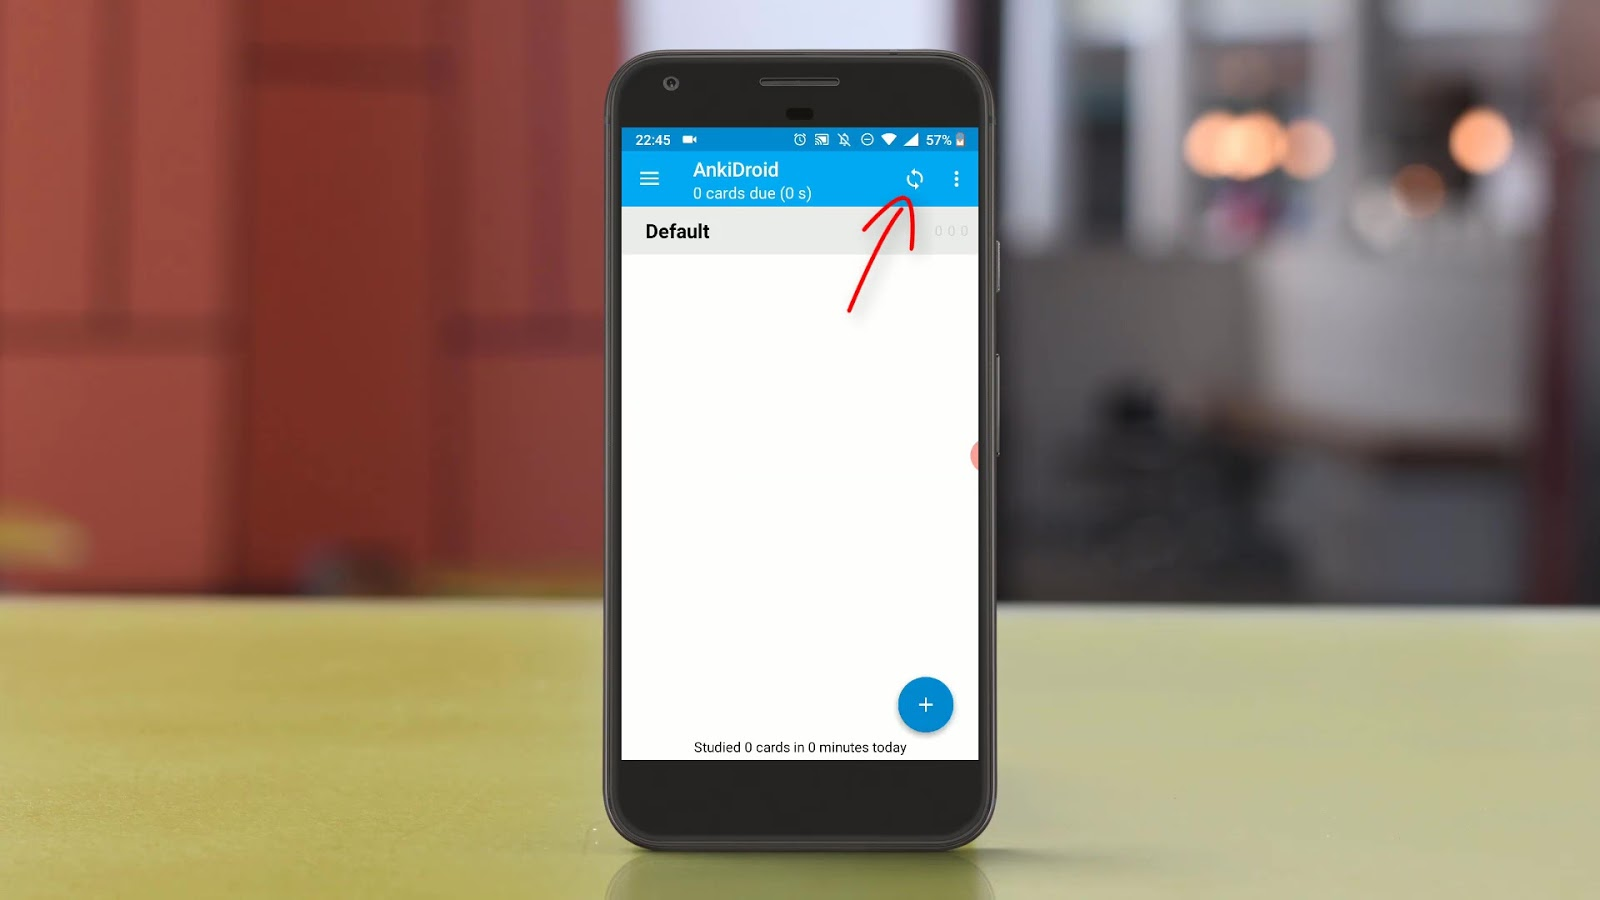 22:45 57%
AnkiDroid
0 cards due (0 s)
Default 0 0 0
Studied 0 cards in 0 minutes today